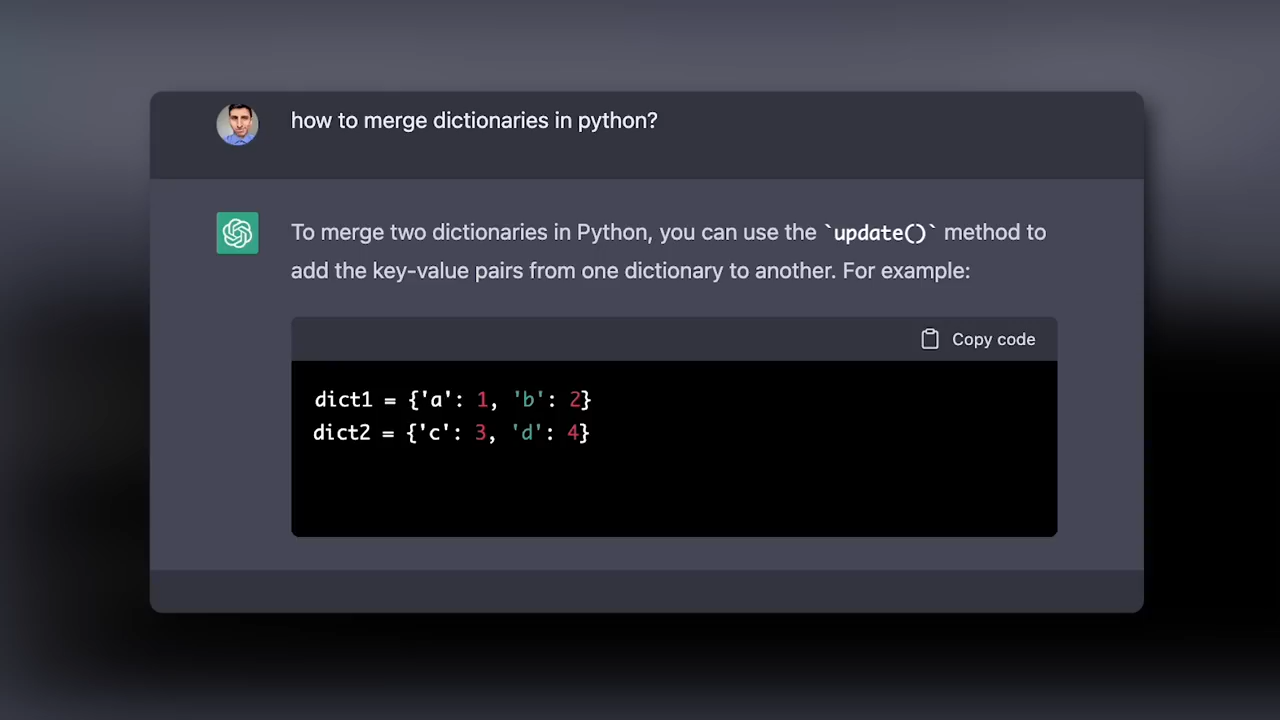 how to merge dictionaries in python?
To merge two dictionaries in Python, you can use the `update()` method to
add the key-value pairs from one dictionary to another. For example:
Copy code
dict1 = {'a': 1, 'b': 2}
dict2 = {'c': 3, 'd': 4}